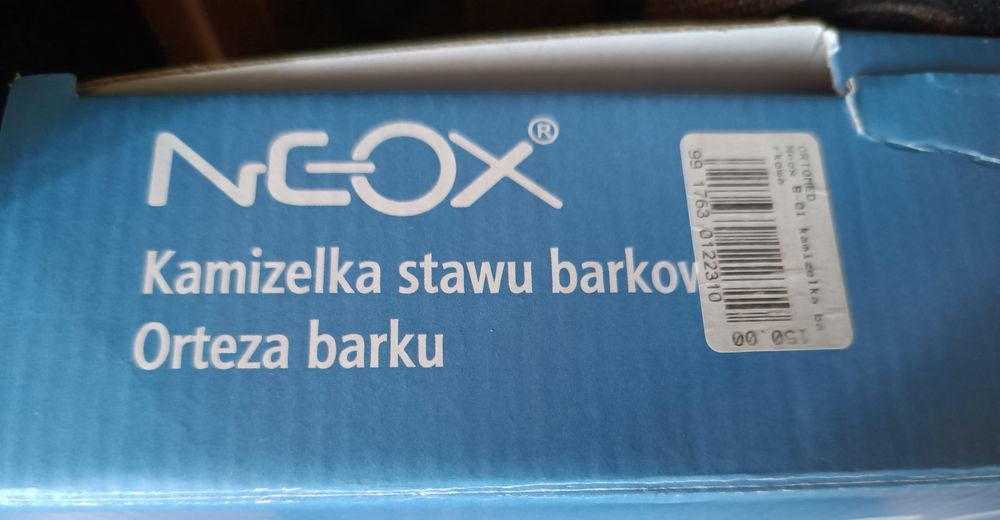 NEOX®
Kamizelka stawu barkow
Orteza barku
ORTOMED
Neox B-01 kamizelka ba
rkowa
99 1763 0122310
150.00